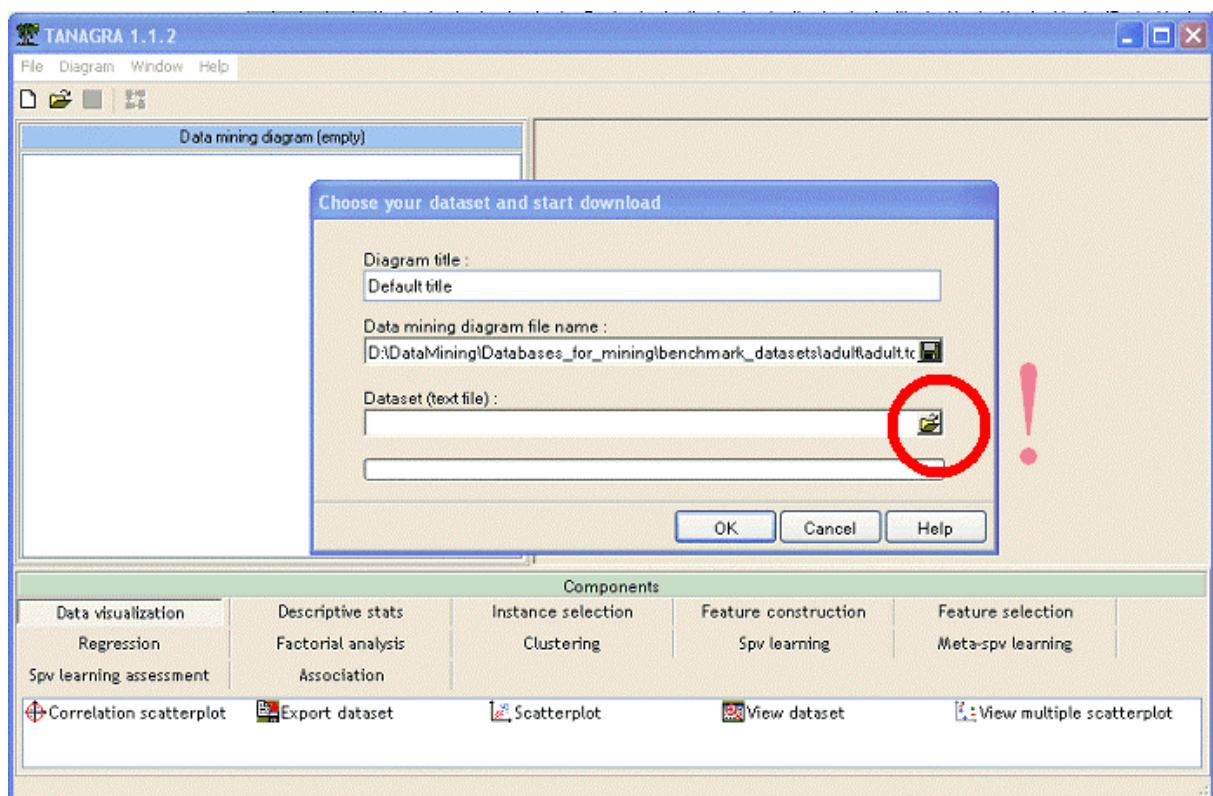 TANAGRA 1.1.2
File Diagram Window Help
Data mining diagram (empty)
Choose your dataset and start download
Diagram title :
Default title
Data mining diagram file name :
D:\DataMining\Databases_for_mining\benchmark_datasets\adult\adult.tc
Dataset (text file) :
!
OK Cancel Help
Components
Data visualization Descriptive stats Instance selection Feature construction Feature selection
Regression Factorial analysis Clustering Spv learning Meta-spv learning
Spv learning assessment Association
Correlation scatterplot Export dataset Scatterplot View dataset View multiple scatterplot